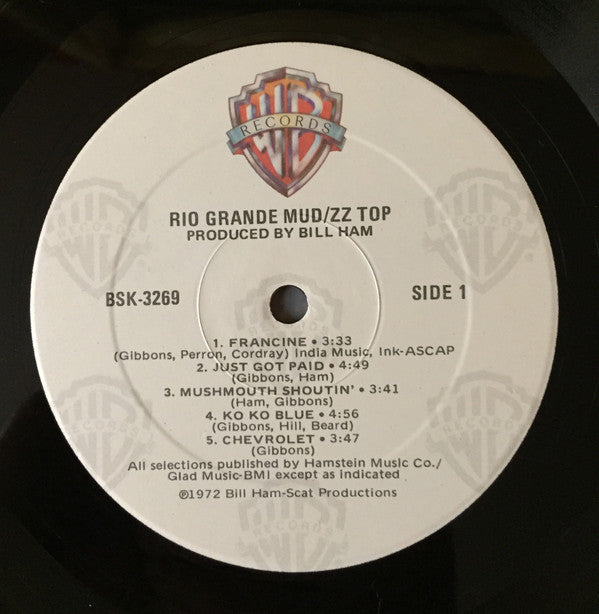 WB
RECORDS
RIO GRANDE MUD/ZZ TOP
PRODUCED BY BILL HAM
BSK-3269
SIDE 1
1. FRANCINE • 3:33
(Gibbons, Perron, Cordray) India Music, Ink-ASCAP
2. JUST GOT PAID • 4:49
(Gibbons, Ham)
3. MUSHMOUTH SHOUTIN' • 3:41
(Ham, Gibbons)
4. KO KO BLUE • 4:56
(Gibbons, Hill, Beard)
5. CHEVROLET • 3:47
(Gibbons)
All selections published by Hamstein Music Co./
Glad Music-BMI except as indicated
℗1972 Bill Ham-Scat Productions